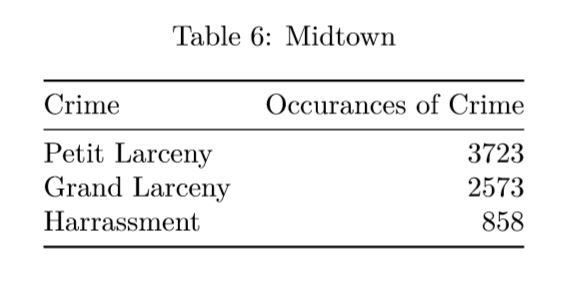 Table 6: Midtown
Crime Occurances of Crime
Petit Larceny 3723
Grand Larceny 2573
Harrassment 858